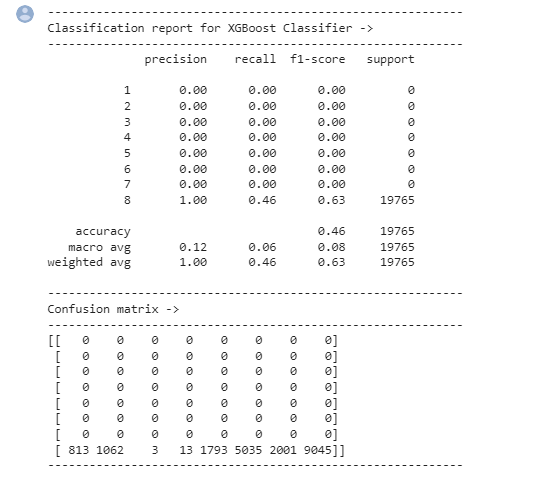 ------------------------------------------------------------
Classification report for XGBoost Classifier ->
------------------------------------------------------------
precision recall f1-score support
1 0.00 0.00 0.00 0
2 0.00 0.00 0.00 0
3 0.00 0.00 0.00 0
4 0.00 0.00 0.00 0
5 0.00 0.00 0.00 0
6 0.00 0.00 0.00 0
7 0.00 0.00 0.00 0
8 1.00 0.46 0.63 19765
accuracy 0.46 19765
macro avg 0.12 0.06 0.08 19765
weighted avg 1.00 0.46 0.63 19765
------------------------------------------------------------
Confusion matrix ->
------------------------------------------------------------
[[ 0 0 0 0 0 0 0 0]
[ 0 0 0 0 0 0 0 0]
[ 0 0 0 0 0 0 0 0]
[ 0 0 0 0 0 0 0 0]
[ 0 0 0 0 0 0 0 0]
[ 0 0 0 0 0 0 0 0]
[ 0 0 0 0 0 0 0 0]
[ 813 1062 3 13 1793 5035 2001 9045]]
------------------------------------------------------------